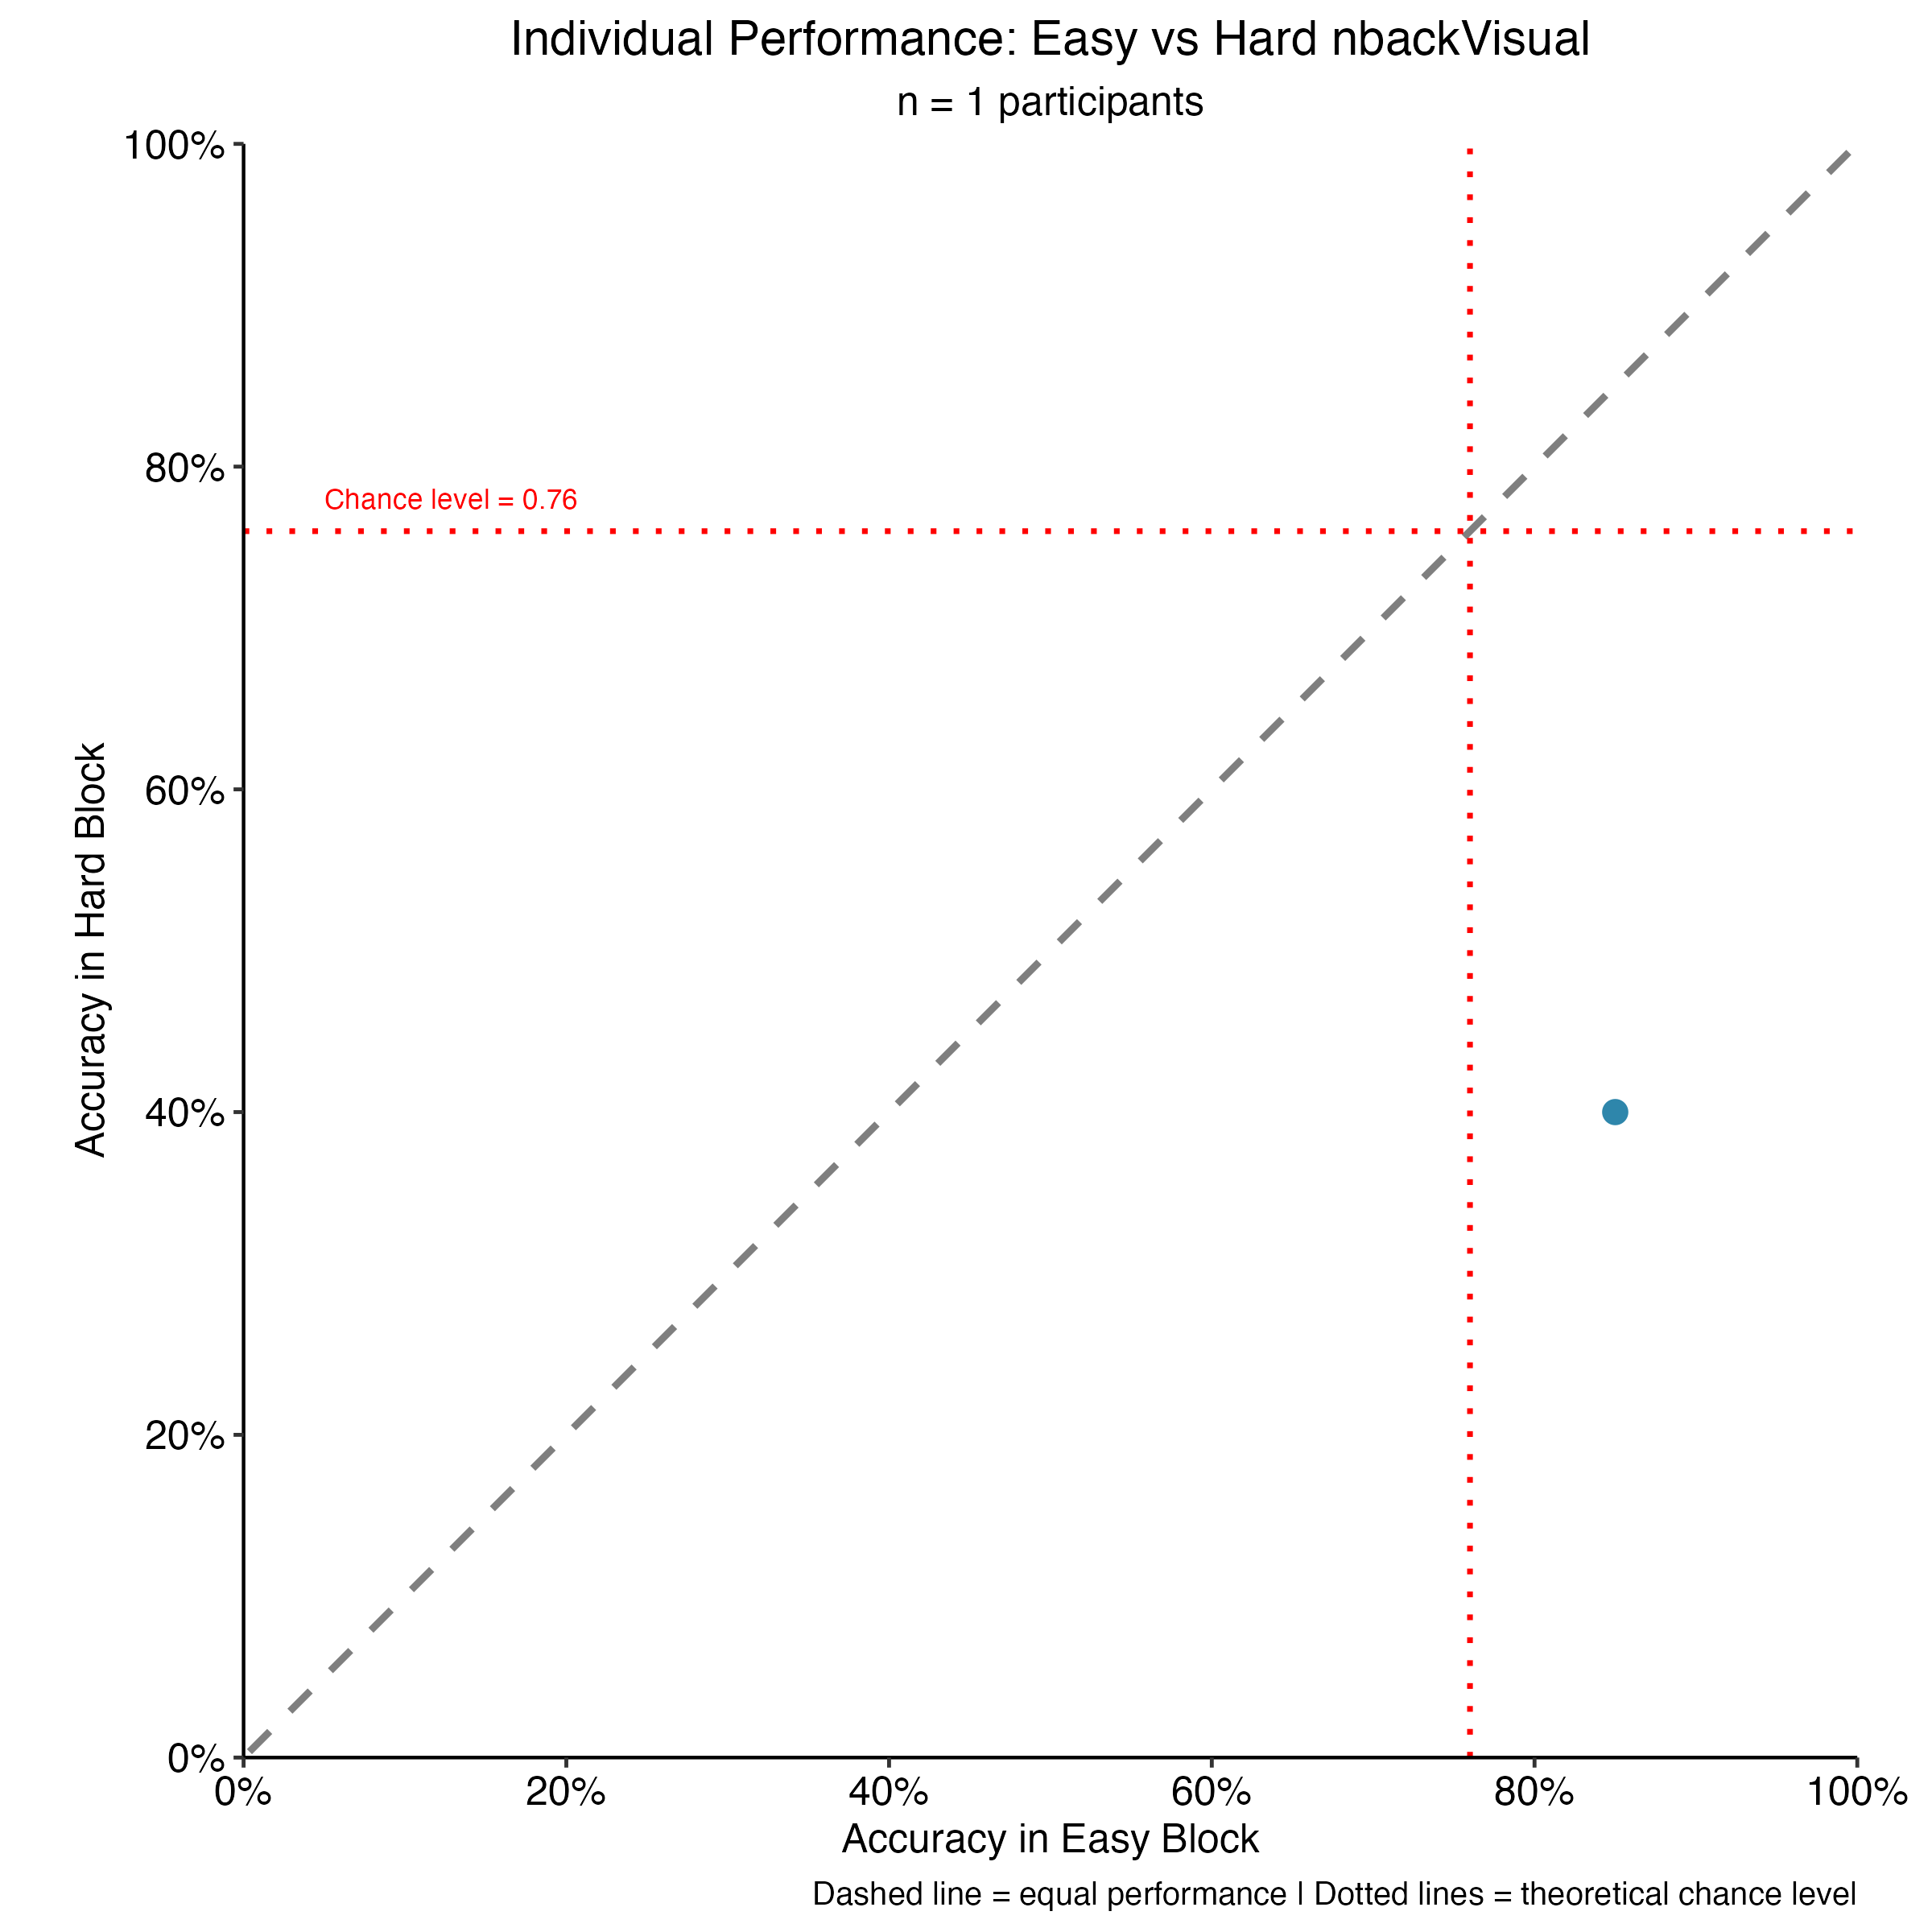 Individual Performance: Easy vs Hard nbackVisual
n = 1 participants
100%
80%
Chance level = 0.76
60%
40%
20%
0%
Accuracy in Hard Block
0%
20%
40%
60%
80%
100%
Accuracy in Easy Block
Dashed line = equal performance | Dotted lines = theoretical chance level